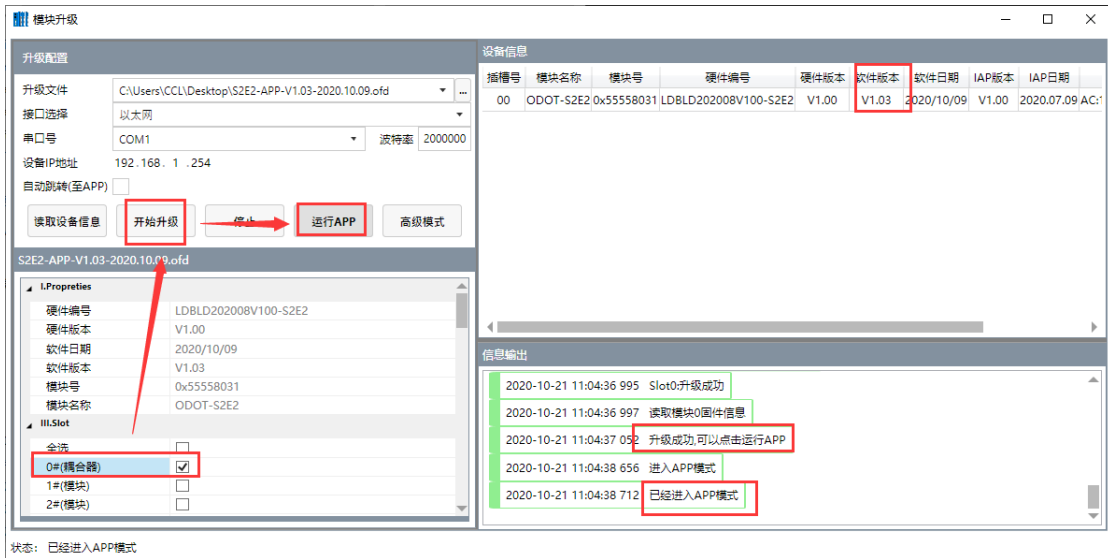 模块升级
升级配置
升级文件 C:\Users\CCL\Desktop\S2E2-APP-V1.03-2020.10.09.ofd ...
接口选择 以太网
串口号 COM1 波特率 2000000
设备IP地址 192.168. 1 .254
自动跳转(至APP)
读取设备信息 开始升级 停止 运行APP 高级模式
S2E2-APP-V1.03-2020.10.09.ofd
I.Propreties
硬件编号 LDBLD202008V100-S2E2
硬件版本 V1.00
软件日期 2020/10/09
软件版本 V1.03
模块号 0x55558031
模块名称 ODOT-S2E2
III.Slot
全选
0#(耦合器)
1#(模块)
2#(模块)
设备信息
插槽号 模块名称 模块号 硬件编号 硬件版本 软件版本 软件日期 IAP版本 IAP日期
00 ODOT-S2E2 0x55558031 LDBLD202008V100-S2E2 V1.00 V1.03 2020/10/09 V1.00 2020.07.09 AC:1
信息输出
2020-10-21 11:04:36 995 Slot0:升级成功
2020-10-21 11:04:36 997 读取模块0固件信息
2020-10-21 11:04:37 052 升级成功,可以点击运行APP
2020-10-21 11:04:38 656 进入APP模式
2020-10-21 11:04:38 712 已经进入APP模式
状态: 已经进入APP模式